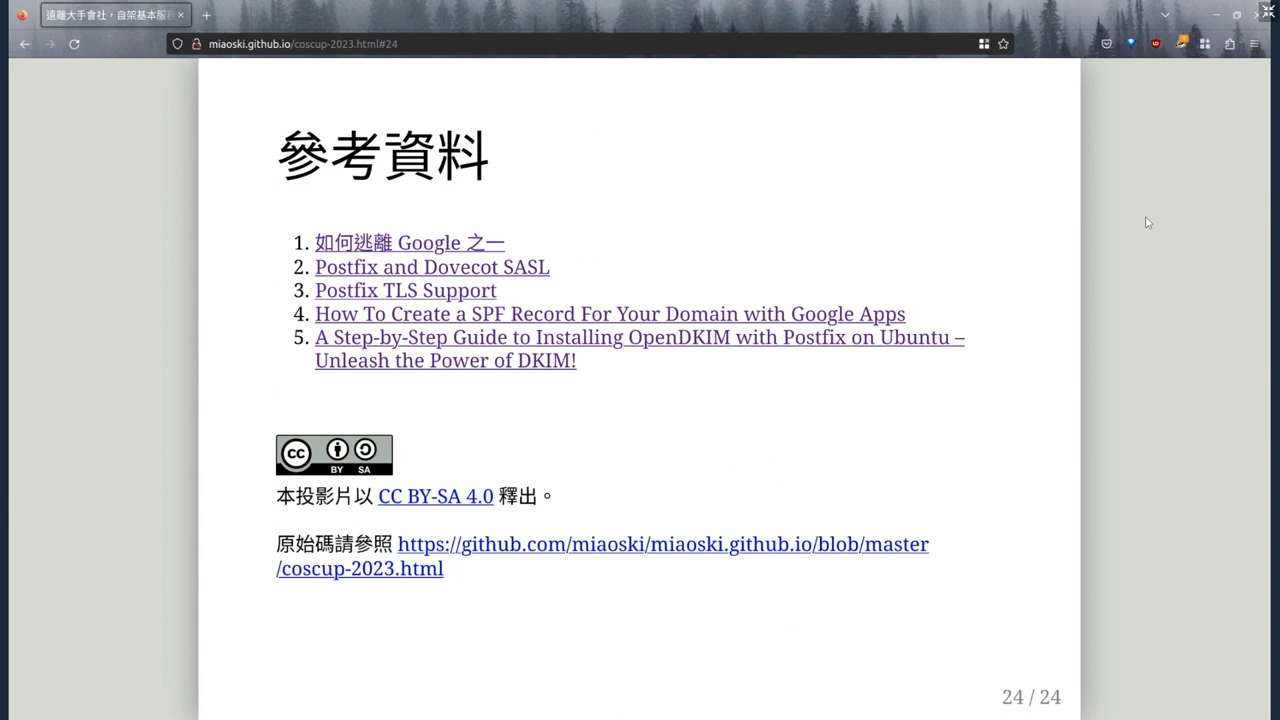 遠離大手會社，自架基本服
miaoski.github.io/coscup-2023.html#24
參考資料
1. 如何逃離 Google 之一
2. Postfix and Dovecot SASL
3. Postfix TLS Support
4. How To Create a SPF Record For Your Domain with Google Apps
5. A Step-by-Step Guide to Installing OpenDKIM with Postfix on Ubuntu –
Unleash the Power of DKIM!
cc
BY SA
本投影片以 CC BY-SA 4.0 釋出。
原始碼請參照 https://github.com/miaoski/miaoski.github.io/blob/master
/coscup-2023.html
24 / 24